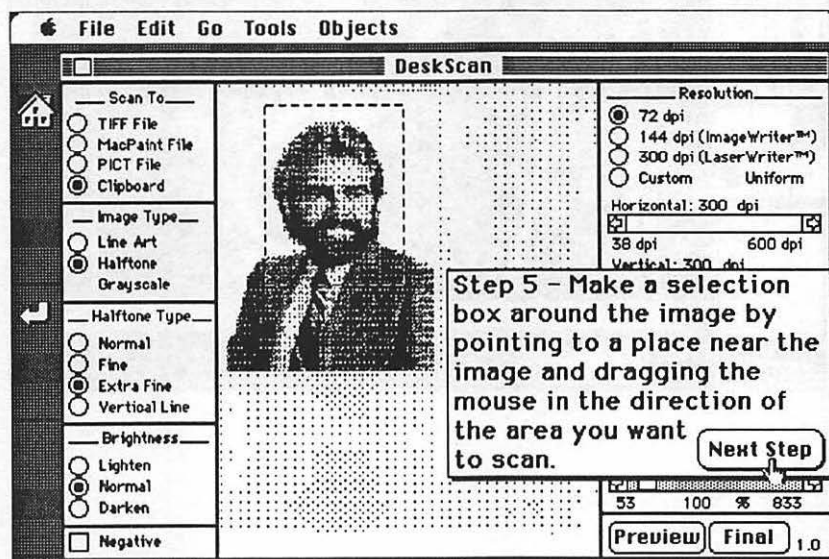 File Edit Go Tools Objects
DeskScan
Scan To
TIFF File
MacPaint File
PICT File
Clipboard
Image Type
Line Art
Halftone
Grayscale
Halftone Type
Normal
Fine
Extra Fine
Vertical Line
Brightness
Lighten
Normal
Darken
Negative
Resolution
72 dpi
144 dpi (ImageWriter™)
300 dpi (LaserWriter™)
Custom Uniform
Horizontal: 300 dpi
38 dpi 600 dpi
Vertical: 300 dpi
Step 5 - Make a selection
box around the image by
pointing to a place near the
image and dragging the
mouse in the direction of
the area you want
to scan.
Next Step
53 100 % 833
Preview Final 1.0